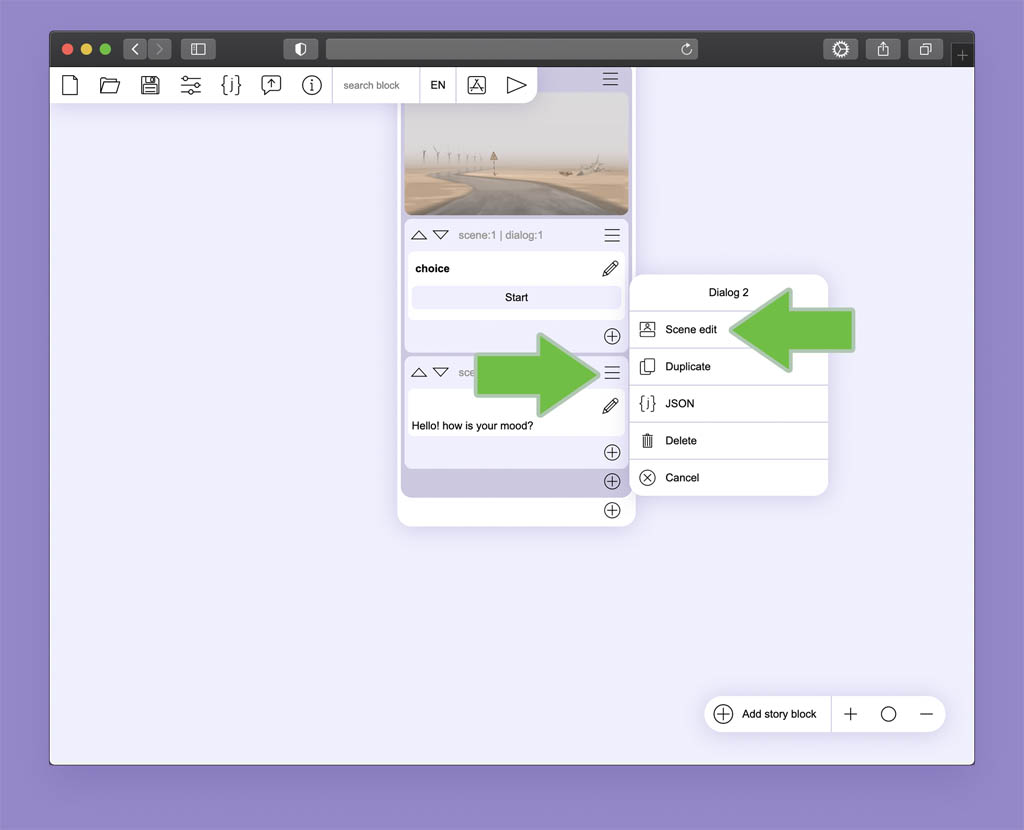 {j}
search block
EN
scene:1 | dialog:1
choice
Start
Dialog 2
Scene edit
Duplicate
{j} JSON
Delete
Cancel
Hello! how is your mood?
Add story block